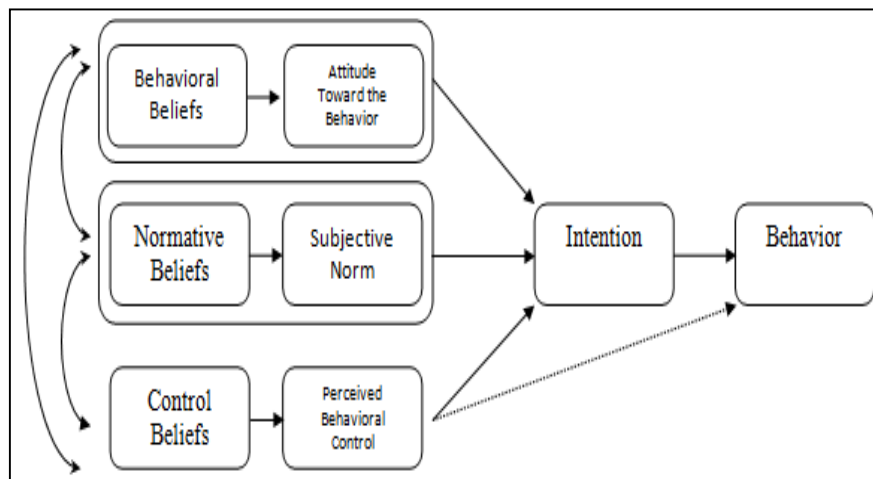 Behavioral
Beliefs
Attitude
Toward the
Behavior
Normative
Beliefs
Subjective
Norm
Intention
Behavior
Control
Beliefs
Perceived
Behavioral
Control